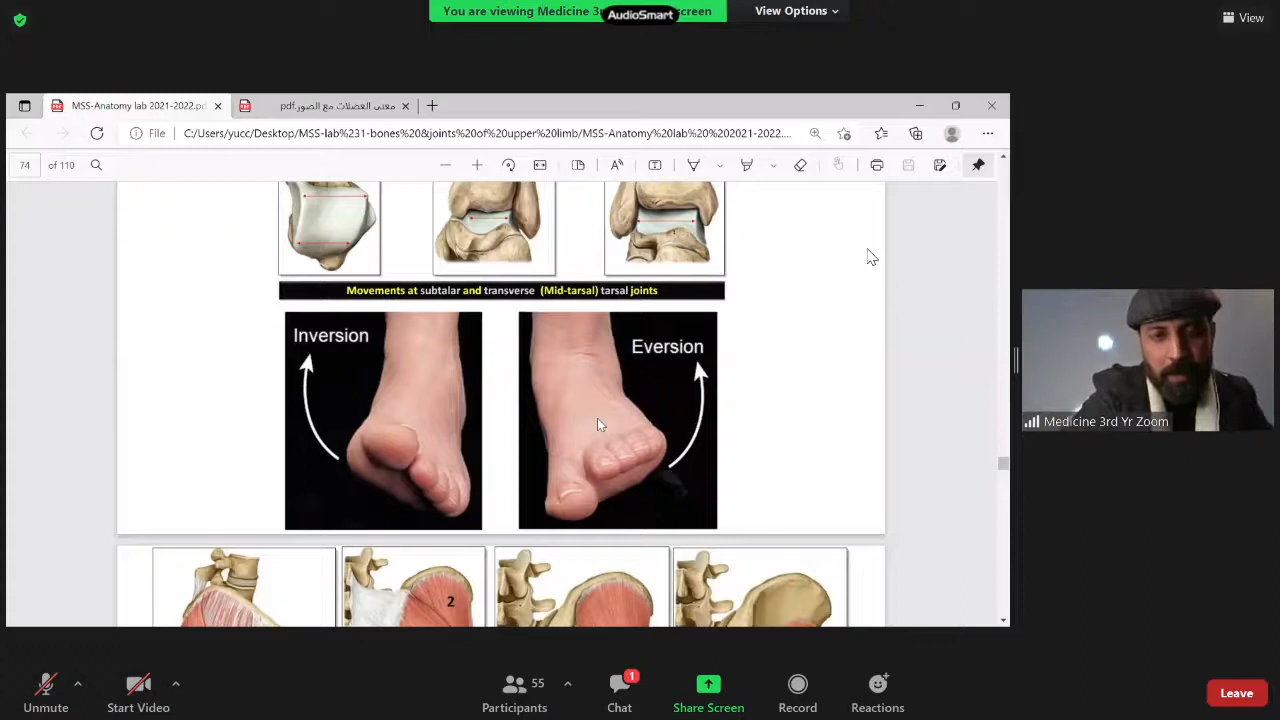 You are viewing Medicine 3 screen
AudioSmart
View Options
View
MSS-Anatomy lab 2021-2022.pd
معنى العضلات مع الصور.pdf
File
C:/Users/yucc/Desktop/MSS-lab%231-bones%20&joints%20of%20upper%20limb/MSS-Anatomy%20lab%20%202021-2022....
74 of 110
Movements at subtalar and transverse (Mid-tarsal) tarsal joints
Inversion
Eversion
2
Medicine 3rd Yr Zoom
Unmute
Start Video
55
Participants
1
Chat
Share Screen
Record
Reactions
Leave